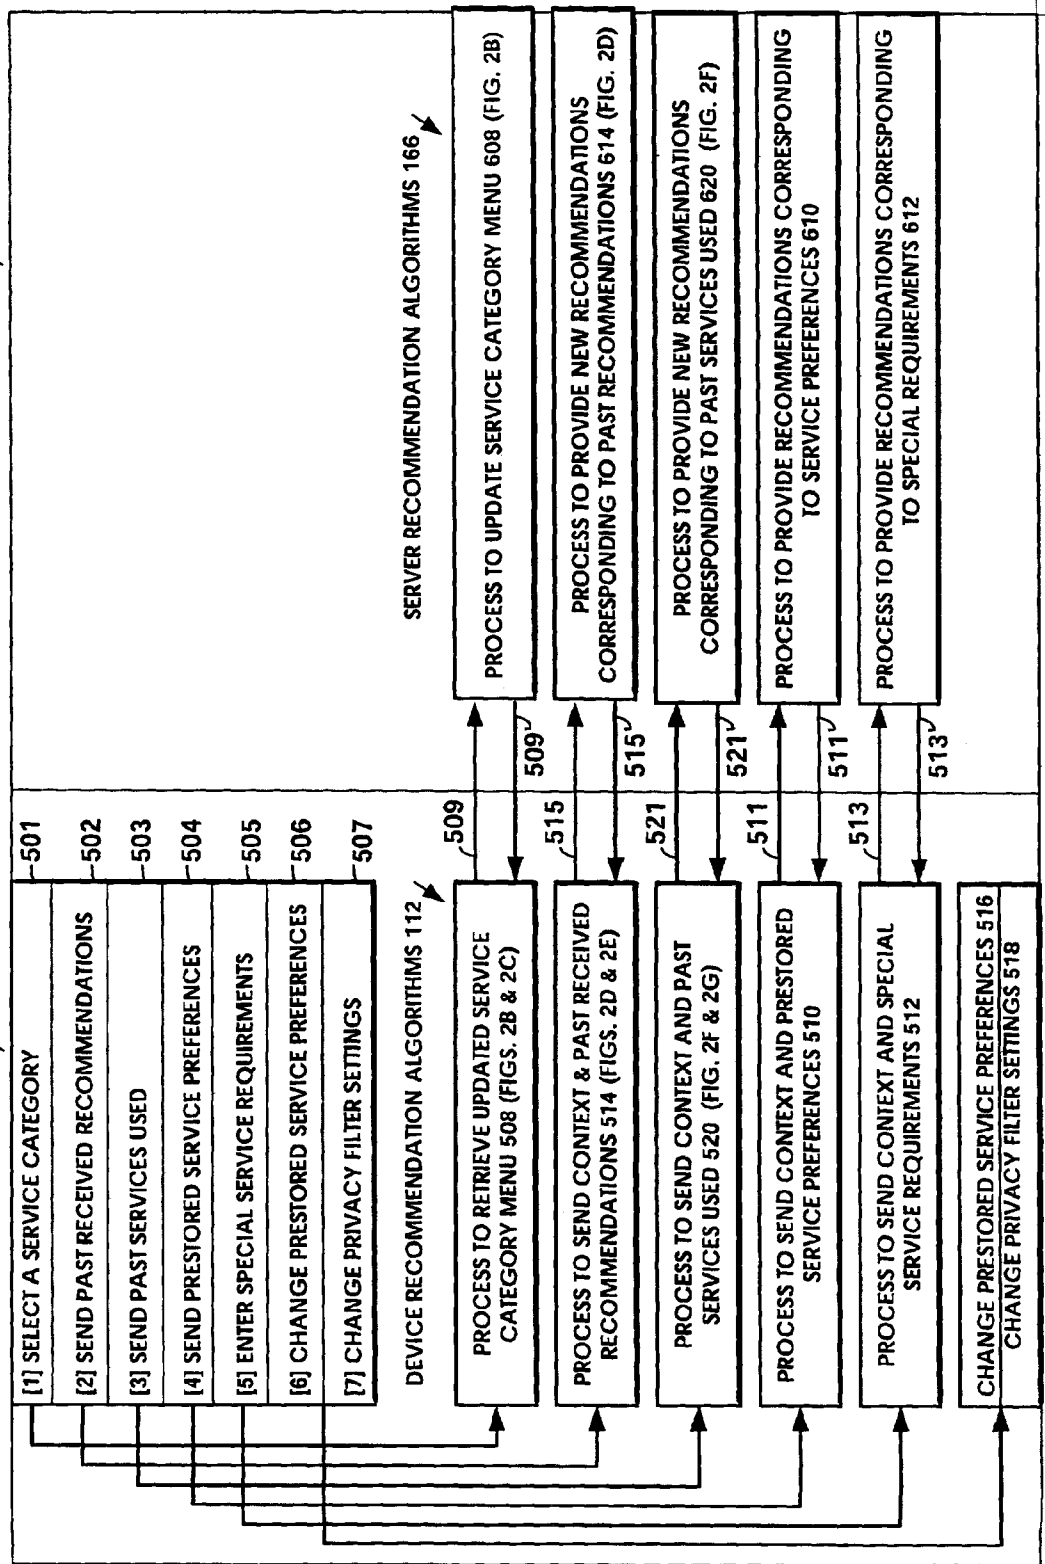 [1] SELECT A SERVICE CATEGORY
501
[2] SEND PAST RECEIVED RECOMMENDATIONS
502
[3] SEND PAST SERVICES USED
503
[4] SEND PRESTORED SERVICE PREFERENCES
504
[5] ENTER SPECIAL SERVICE REQUIREMENTS
505
[6] CHANGE PRESTORED SERVICE PREFERENCES
506
[7] CHANGE PRIVACY FILTER SETTINGS
507
DEVICE RECOMMENDATION ALGORITHMS 112
SERVER RECOMMENDATION ALGORITHMS 166
PROCESS TO RETRIEVE UPDATED SERVICE
CATEGORY MENU 508 (FIGS. 2B & 2C)
509
509
PROCESS TO UPDATE SERVICE CATEGORY MENU 608 (FIG. 2B)
PROCESS TO SEND CONTEXT & PAST RECEIVED
RECOMMENDATIONS 514 (FIGS. 2D & 2E)
515
515
PROCESS TO PROVIDE NEW RECOMMENDATIONS
CORRESPONDING TO PAST RECOMMENDATIONS 614 (FIG. 2D)
PROCESS TO SEND CONTEXT AND PAST
SERVICES USED 520 (FIG. 2F & 2G)
521
521
PROCESS TO PROVIDE NEW RECOMMENDATIONS
CORRESPONDING TO PAST SERVICES USED 620 (FIG. 2F)
PROCESS TO SEND CONTEXT AND PRESTORED
SERVICE PREFERENCES 510
511
511
PROCESS TO PROVIDE RECOMMENDATIONS CORRESPONDING
TO SERVICE PREFERENCES 610
PROCESS TO SEND CONTEXT AND SPECIAL
SERVICE REQUIREMENTS 512
513
513
PROCESS TO PROVIDE RECOMMENDATIONS CORRESPONDING
TO SPECIAL REQUIREMENTS 612
CHANGE PRESTORED SERVICE PREFERENCES 516
CHANGE PRIVACY FILTER SETTINGS 518